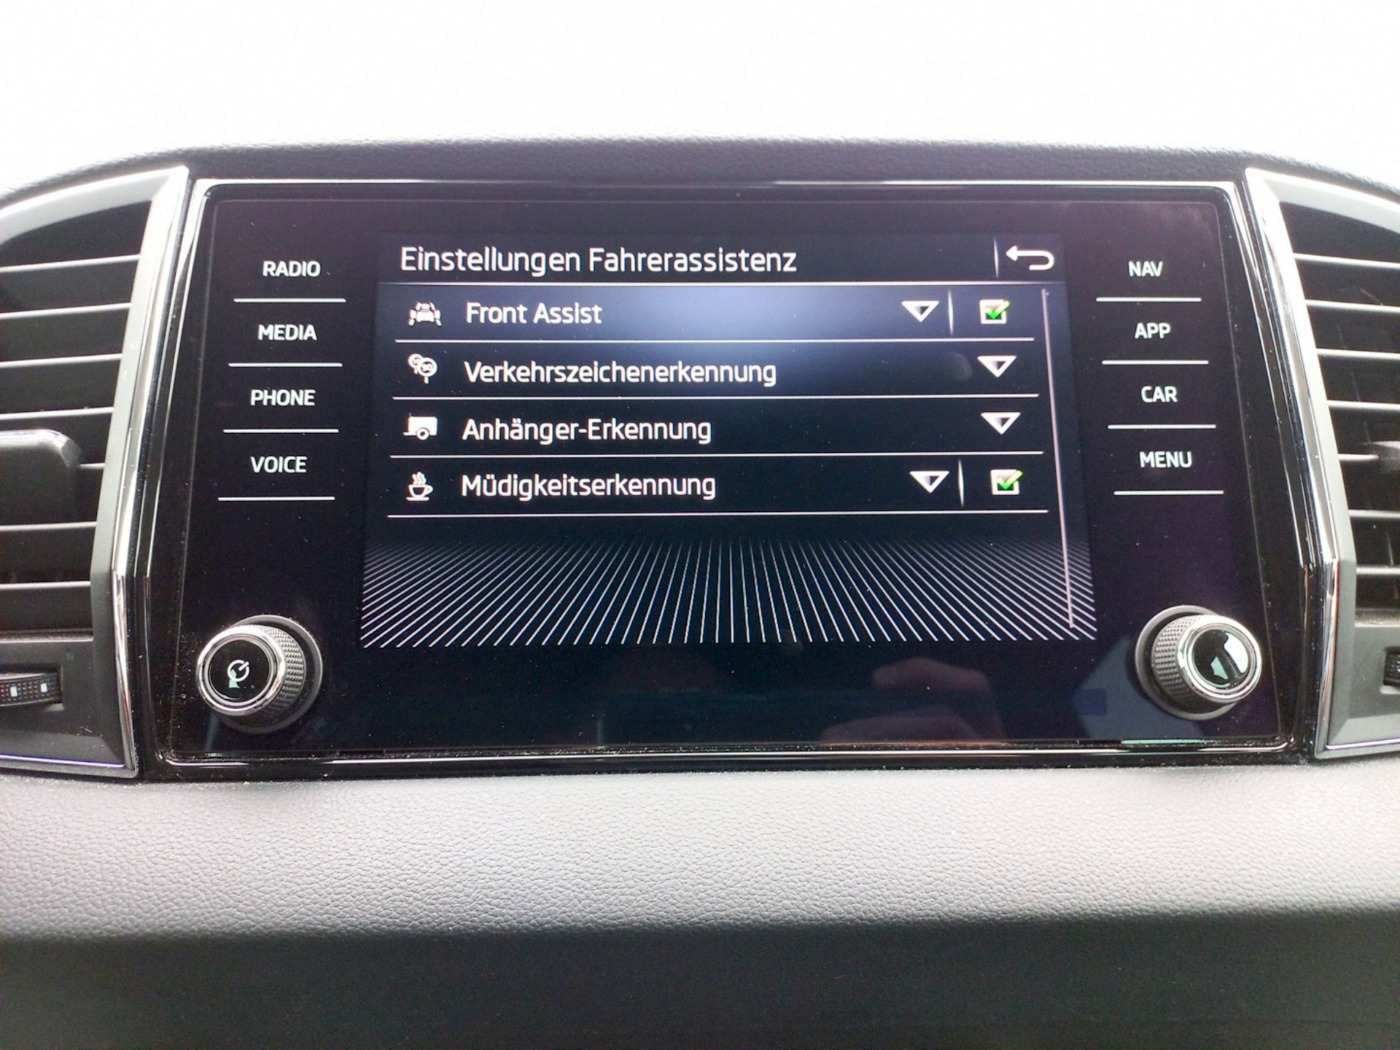 Einstellungen Fahrerassistenz
Front Assist
Verkehrszeichenerkennung
Anhänger-Erkennung
Müdigkeitserkennung
RADIO
MEDIA
PHONE
VOICE
NAV
APP
CAR
MENU